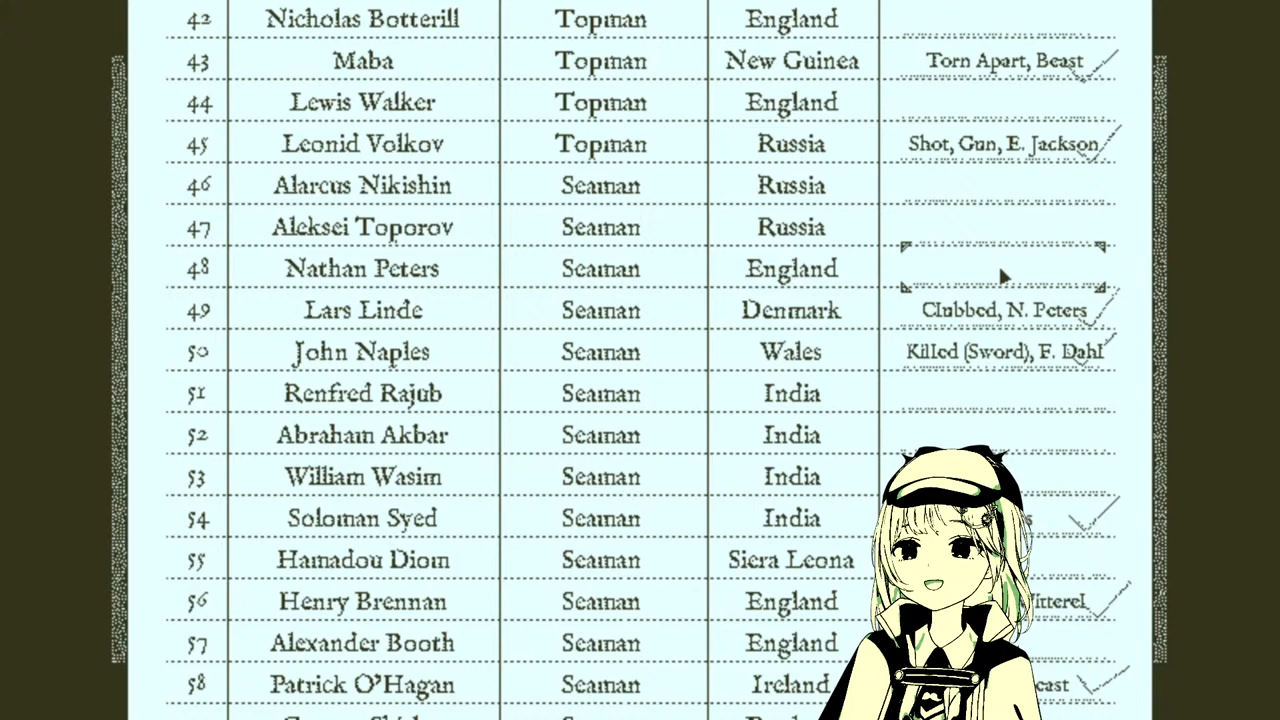 42 Nicholas Botterill Topman England
43 Maba Topman New Guinea Torn Apart, Beast
44 Lewis Walker Topman England
45 Leonid Volkov Topman Russia Shot, Gun, E. Jackson
46 Alarcus Nikishin Seaman Russia
47 Aleksei Toporov Seaman Russia
48 Nathan Peters Seaman England
49 Lars Linde Seaman Denmark Clubbed, N. Peters
50 John Naples Seaman Wales Killed (Sword), F. Dahl
51 Renfred Rajub Seaman India
52 Abraham Akbar Seaman India
53 William Wasim Seaman India
54 Soloman Syed Seaman India
55 Hamadou Diom Seaman Siera Leona
56 Henry Brennan Seaman England
57 Alexander Booth Seaman England
58 Patrick O'Hagan Seaman Ireland